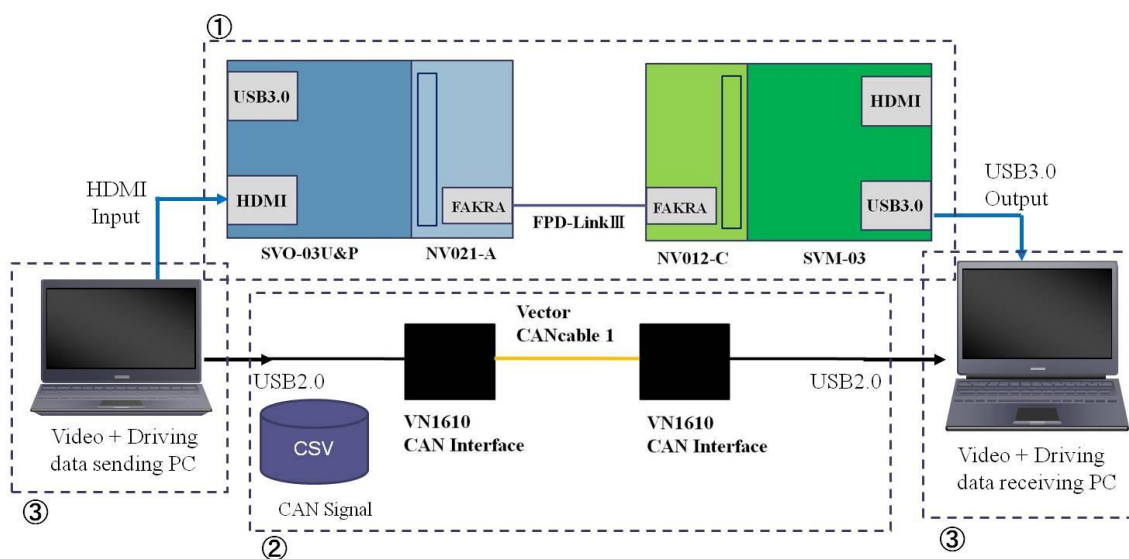 ①
USB3.0
HDMI
HDMI
Input
HDMI
FAKRA
FPD-LinkⅢ
FAKRA
USB3.0
USB3.0
Output
SVO-03U&P
NV021-A
NV012-C
SVM-03
Vector
CANcable 1
USB2.0
USB2.0
VN1610
CAN Interface
VN1610
CAN Interface
CSV
CAN Signal
Video + Driving
data sending PC
Video + Driving
data receiving PC
③
②
③